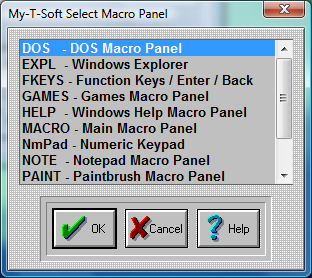 My-T-Soft Select Macro Panel
DOS - DOS Macro Panel
EXPL - Windows Explorer
FKEYS - Function Keys / Enter / Back
GAMES - Games Macro Panel
HELP - Windows Help Macro Panel
MACRO - Main Macro Panel
NmPad - Numeric Keypad
NOTE - Notepad Macro Panel
PAINT - Paintbrush Macro Panel
OK Cancel Help